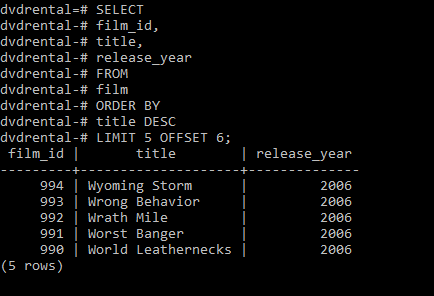 dvdrental=# SELECT
dvdrental-# film_id,
dvdrental-# title,
dvdrental-# release_year
dvdrental-# FROM
dvdrental-# film
dvdrental-# ORDER BY
dvdrental-# title DESC
dvdrental-# LIMIT 5 OFFSET 6;
 film_id |       title        | release_year
---------+--------------------+--------------
     994 | Wyoming Storm      |         2006
     993 | Wrong Behavior     |         2006
     992 | Wrath Mile         |         2006
     991 | Worst Banger       |         2006
     990 | World Leathernecks |         2006
(5 rows)